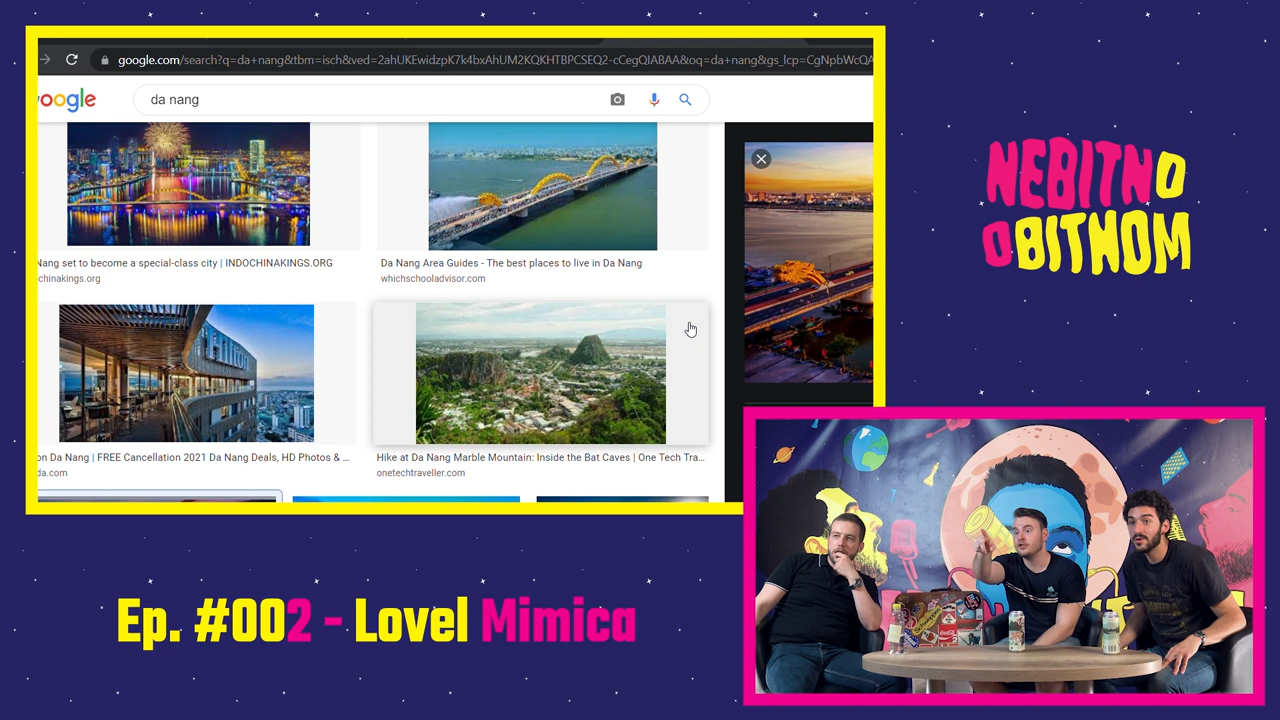 google.com/search?q=da+nang&tbm=isch&ved=2ahUKEwidzpK7k4bxAhUM2KQKHTBPCSEQ2-cCegQIABAA&oq=da+nang&gs_lcp=CgNpbWcQA
oogle
da nang
Nang set to become a special-class city | INDOCHINAKINGS.ORG
chinakings.org
Da Nang Area Guides - The best places to live in Da Nang
whichschooladvisor.com
on Da Nang | FREE Cancellation 2021 Da Nang Deals, HD Photos & ...
da.com
Hike at Da Nang Marble Mountain: Inside the Bat Caves | One Tech Tra...
onetechtraveller.com
NEBITNO
OBITNOM
Ep. #002 - Lovel Mimica